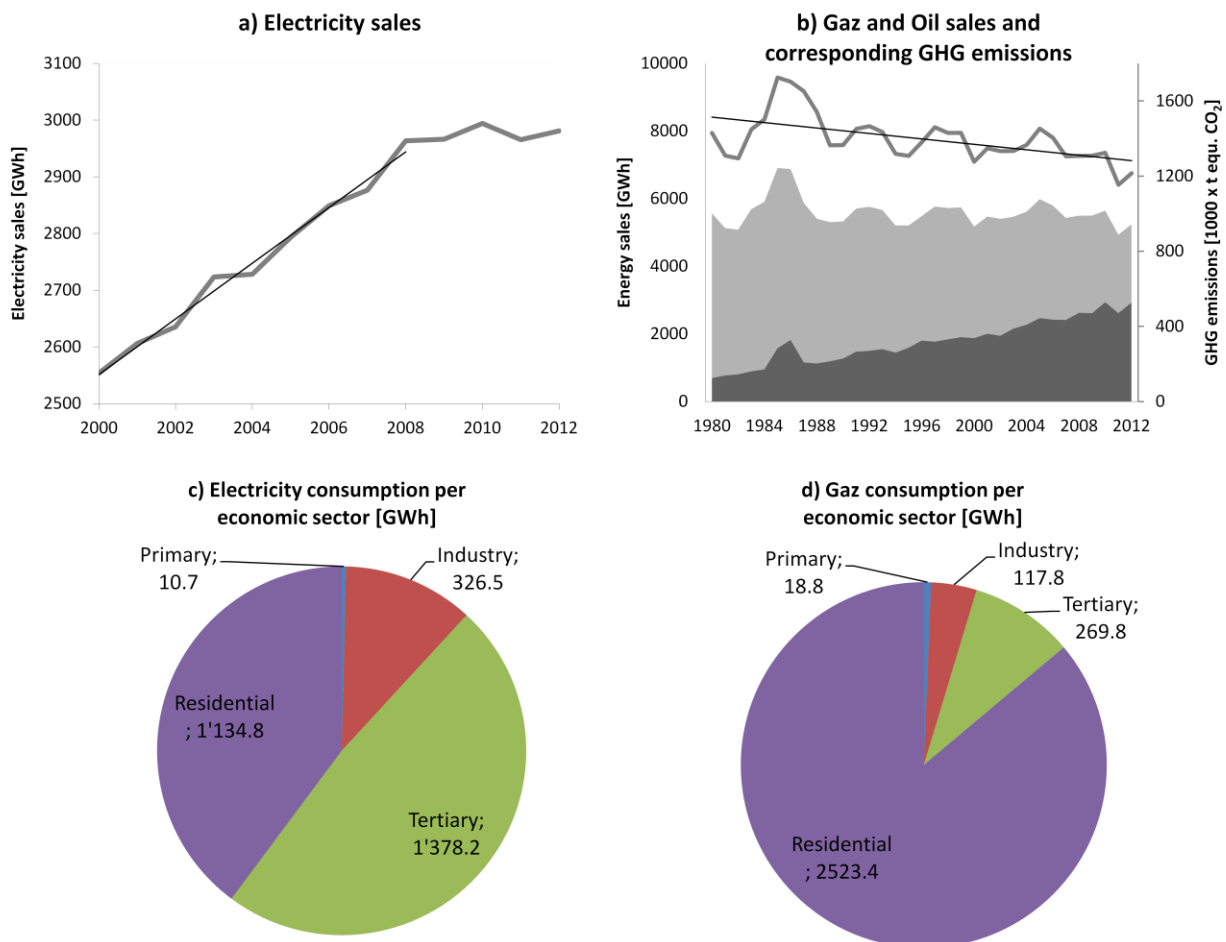 a) Electricity sales
Electricity sales [GWh]
3100
3000
2900
2800
2700
2600
2500
2000 2002 2004 2006 2008 2010 2012
b) Gaz and Oil sales and
corresponding GHG emissions
Energy sales [GWh]
10000
8000
6000
4000
2000
0
GHG emissions [1000 x t equ. CO₂]
1600
1200
800
400
0
1980 1984 1988 1992 1996 2000 2004 2008 2012
c) Electricity consumption per
economic sector [GWh]
Primary;
10.7
Industry;
326.5
Residential
; 1'134.8
Tertiary;
1'378.2
d) Gaz consumption per
economic sector [GWh]
Primary;
18.8
Industry;
117.8
Tertiary;
269.8
Residential
; 2523.4